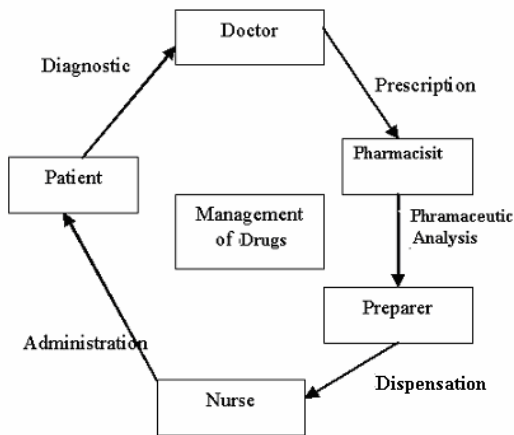 Doctor
Diagnostic
Prescription
Pharmacisit
Patient
Management
of Drugs
Phramaceutic
Analysis
Preparer
Administration
Dispensation
Nurse